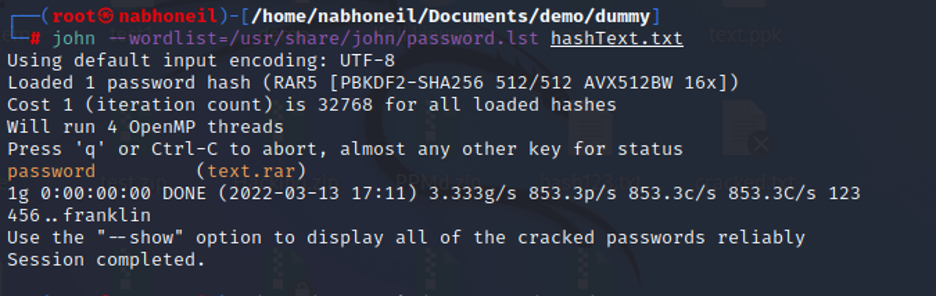 ┌──(root㉿nabhoneil)-[/home/nabhoneil/Documents/demo/dummy]
└─# john --wordlist=/usr/share/john/password.lst hashText.txt
Using default input encoding: UTF-8
Loaded 1 password hash (RAR5 [PBKDF2-SHA256 512/512 AVX512BW 16x])
Cost 1 (iteration count) is 32768 for all loaded hashes
Will run 4 OpenMP threads
Press 'q' or Ctrl-C to abort, almost any other key for status
password         (text.rar)
1g 0:00:00:00 DONE (2022-03-13 17:11) 3.333g/s 853.3p/s 853.3c/s 853.3C/s 123
456..franklin
Use the "--show" option to display all of the cracked passwords reliably
Session completed.
text.ppk